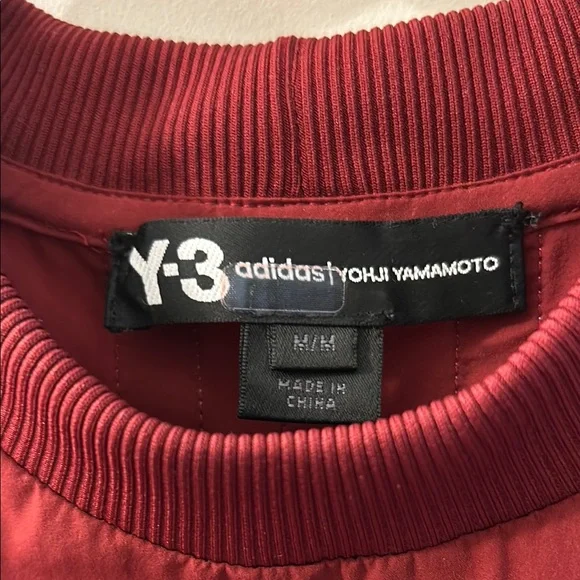 Y-3 adidas | YOHJI YAMAMOTO
M/M
MADE IN
CHINA